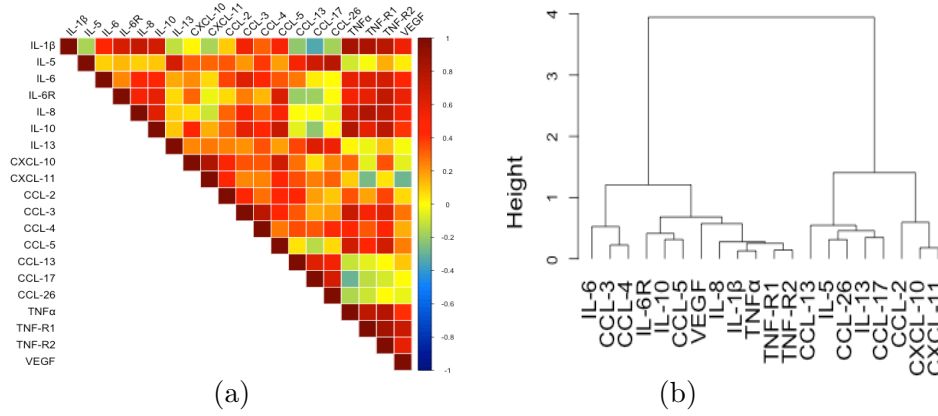 IL-1β IL-5 IL-6 IL-6R IL-8 IL-10 IL-13 CXCL-10 CXCL-11 CCL-2 CCL-3 CCL-4 CCL-5 CCL-13 CCL-17 CCL-26 TNFα TNF-R1 TNF-R2 VEGF
IL-1β
IL-5
IL-6
IL-6R
IL-8
IL-10
IL-13
CXCL-10
CXCL-11
CCL-2
CCL-3
CCL-4
CCL-5
CCL-13
CCL-17
CCL-26
TNFα
TNF-R1
TNF-R2
VEGF
1
0.8
0.6
0.4
0.2
0
-0.2
-0.4
-0.6
-0.8
-1
(a)
Height
4
3
2
1
0
IL-6 CCL-3 CCL-4 IL-6R IL-10 CCL-5 VEGF IL-8 IL-1β TNFα TNF-R1 TNF-R2 CCL-13 IL-5 CCL-26 IL-13 CCL-17 CCL-2 CXCL-10 CXCL-11
(b)